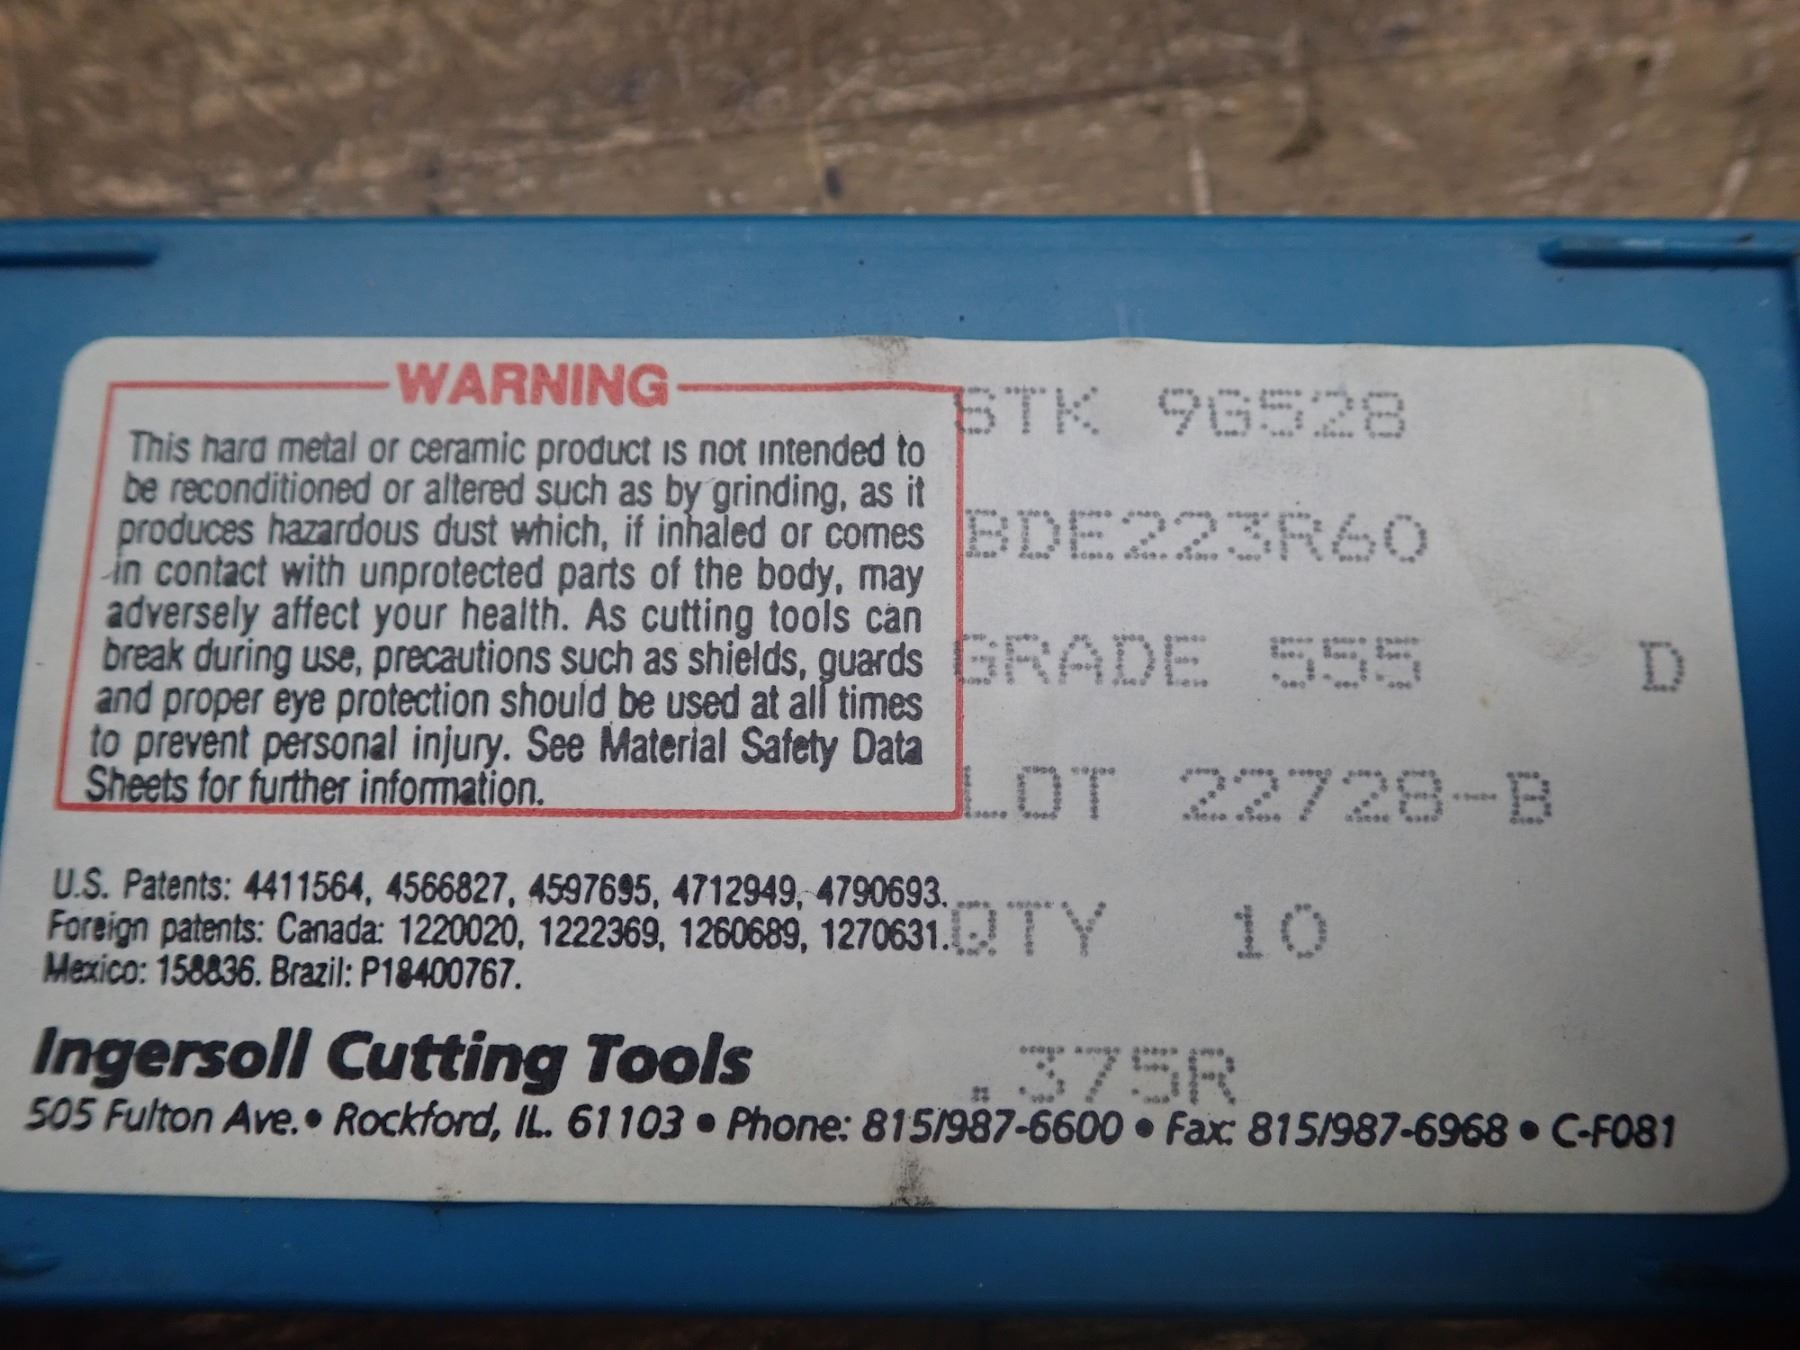 WARNING
This hard metal or ceramic product is not intended to
be reconditioned or altered such as by grinding, as it
produces hazardous dust which, if inhaled or comes
in contact with unprotected parts of the body, may
adversely affect your health. As cutting tools can
break during use, precautions such as shields, guards
and proper eye protection should be used at all times
to prevent personal injury. See Material Safety Data
Sheets for further information.
STK 9G528
BDE223R60
GRADE 555 D
LOT 22728-B
QTY 10
.375R
U.S. Patents: 4411564, 4566827, 4597695, 4712949, 4790693.
Foreign patents: Canada: 1220020, 1222369, 1260689, 1270631.
Mexico: 158836. Brazil: P18400767.
Ingersoll Cutting Tools
505 Fulton Ave. • Rockford, IL. 61103 • Phone: 815/987-6600 • Fax: 815/987-6968 • C-F081